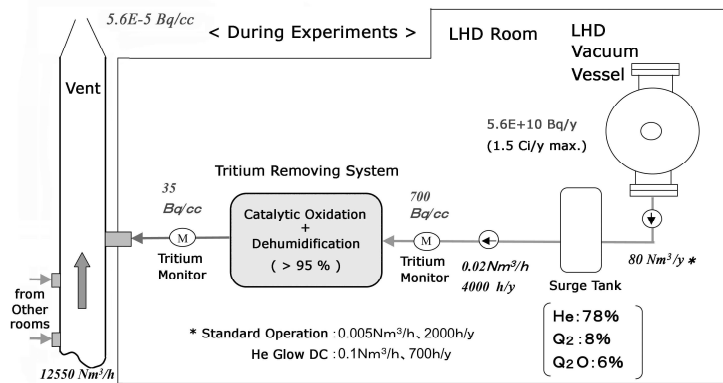 5.6E-5 Bq/cc
< During Experiments >
LHD Room
LHD
Vacuum
Vessel
Vent
5.6E+10 Bq/y
(1.5 Ci/y max.)
Tritium Removing System
35
Bq/cc
700
Bq/cc
Catalytic Oxidation
+
Dehumidification
( > 95 % )
M
M
Tritium
Monitor
Tritium
Monitor
0.02Nm³/h
4000 h/y
80 Nm³/y *
Surge Tank
from
Other
rooms
He:78%
Q2 :8%
Q2O:6%
* Standard Operation :0.005Nm³/h、2000h/y
He Glow DC :0.1Nm³/h、700h/y
12550 Nm³/h